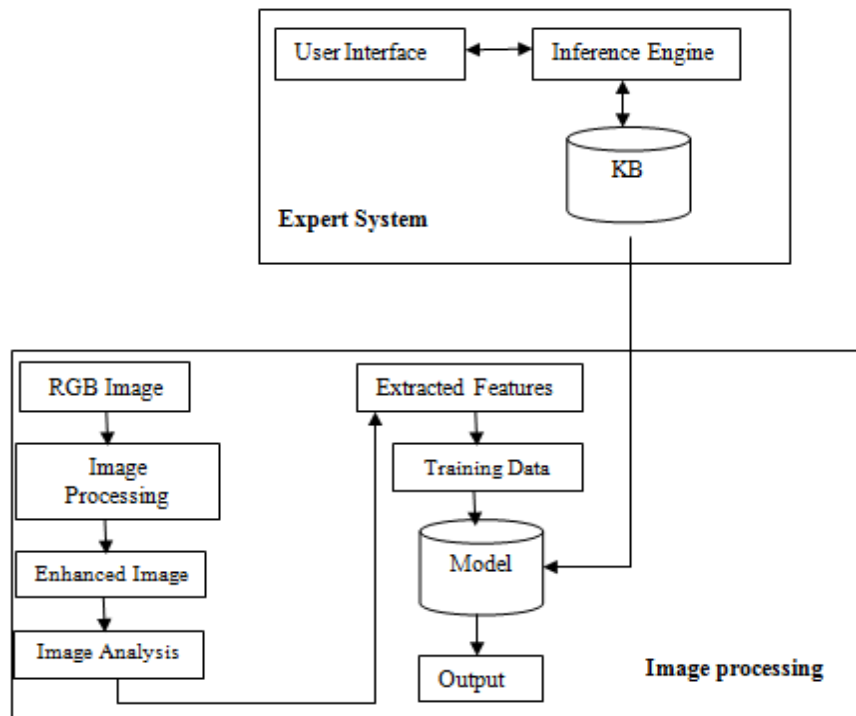 User Interface
Inference Engine
KB
Expert System
RGB Image
Image
Processing
Enhanced Image
Image Analysis
Extracted Features
Training Data
Model
Output
Image processing